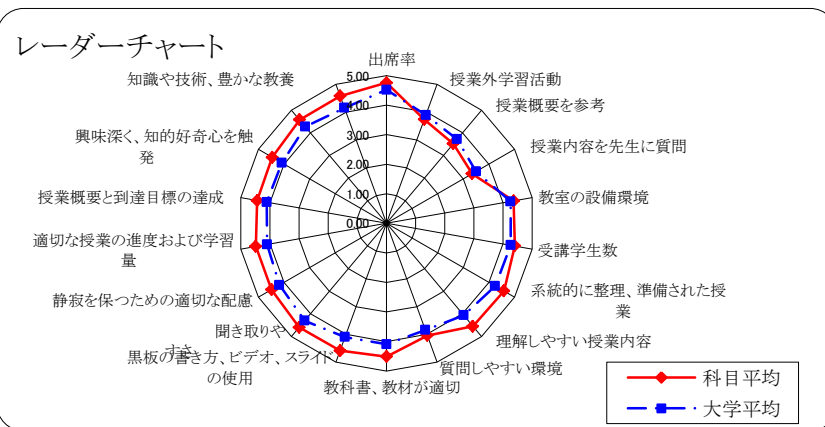 レーダーチャート
出席率
授業外学習活動
授業概要を参考
授業内容を先生に質問
教室の設備環境
受講学生数
系統的に整理、準備された授
業
理解しやすい授業内容
質問しやすい環境
教科書、教材が適切
黒板の書き方、ビデオ、スライド
の使用
聞き取りや
すさ
静寂を保つための適切な配慮
適切な授業の進度および学習
量
授業概要と到達目標の達成
興味深く、知的好奇心を触
発
知識や技術、豊かな教養
5.00
4.00
3.00
2.00
1.00
0.00
科目平均
大学平均